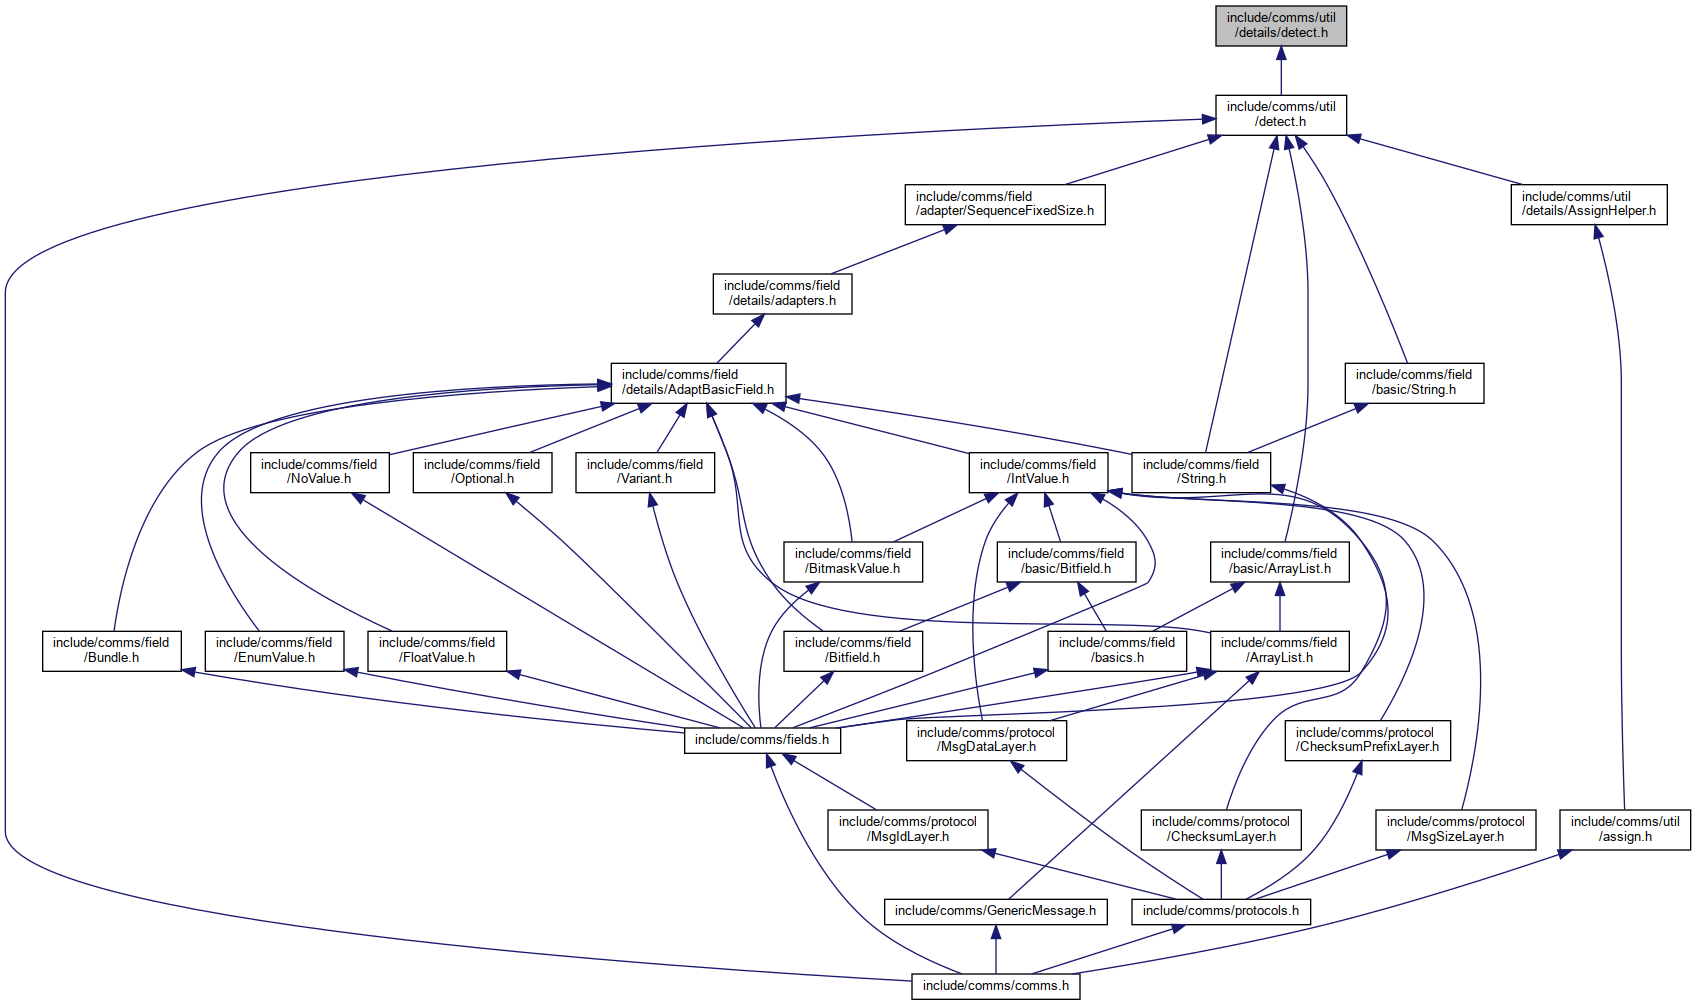 include/comms/util
/details/detect.h
include/comms/util
/detect.h
include/comms/field
/adapter/SequenceFixedSize.h
include/comms/util
/details/AssignHelper.h
include/comms/field
/details/adapters.h
include/comms/field
/details/AdaptBasicField.h
include/comms/field
/basic/String.h
include/comms/field
/NoValue.h
include/comms/field
/Optional.h
include/comms/field
/Variant.h
include/comms/field
/IntValue.h
include/comms/field
/String.h
include/comms/field
/BitmaskValue.h
include/comms/field
/basic/Bitfield.h
include/comms/field
/basic/ArrayList.h
include/comms/field
/Bundle.h
include/comms/field
/EnumValue.h
include/comms/field
/FloatValue.h
include/comms/field
/Bitfield.h
include/comms/field
/basics.h
include/comms/field
/ArrayList.h
include/comms/fields.h
include/comms/protocol
/MsgDataLayer.h
include/comms/protocol
/ChecksumPrefixLayer.h
include/comms/protocol
/MsgIdLayer.h
include/comms/protocol
/ChecksumLayer.h
include/comms/protocol
/MsgSizeLayer.h
include/comms/util
/assign.h
include/comms/GenericMessage.h
include/comms/protocols.h
include/comms/comms.h